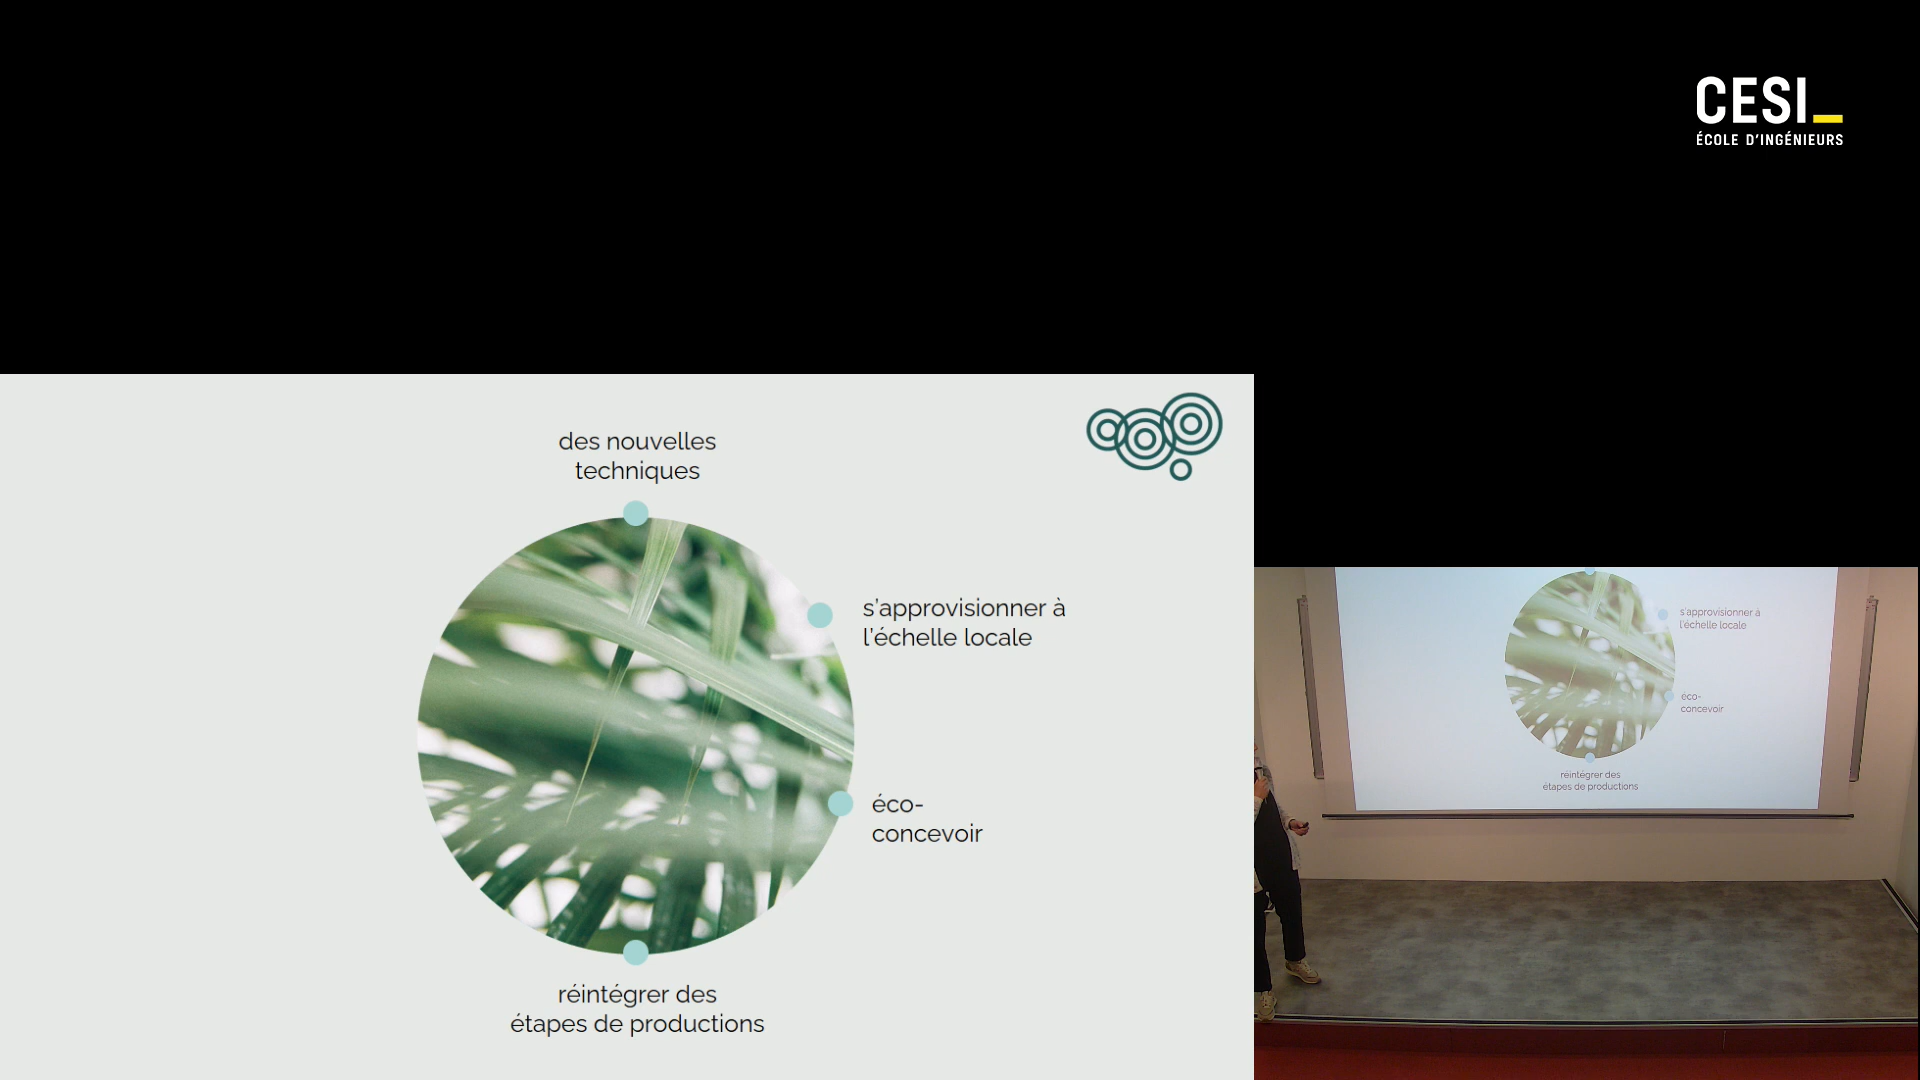 CESI_
ÉCOLE D'INGÉNIEURS
des nouvelles
techniques
s'approvisionner à
l'échelle locale
éco-
concevoir
réintégrer des
étapes de productions
s'approvisionner à
l'échelle locale
éco-
concevoir
réintégrer des
étapes de productions